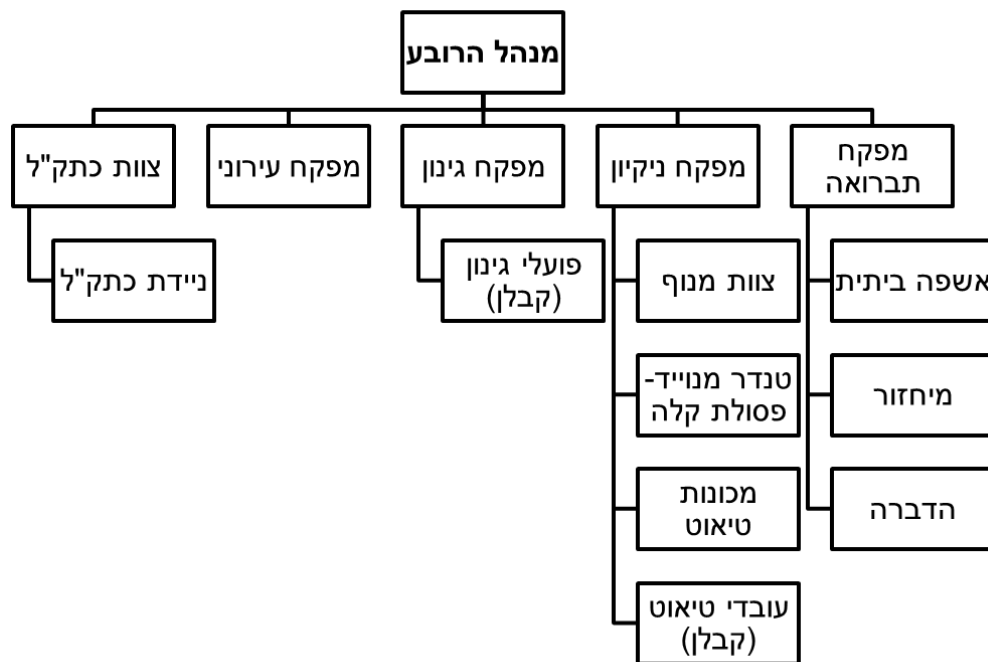 מנהל הרובע
מפקח
תברואה
מפקח ניקיון
מפקח גינון
מפקח עירוני
צוות כתק"ל
אשפה ביתית
צוות מנוף
פועלי גינון
(קבלן)
ניידת כתק"ל
מיחזור
טנדר מנוייד-
פסולת קלה
הדברה
מכונות
טיאוט
עובדי טיאוט
(קבלן)